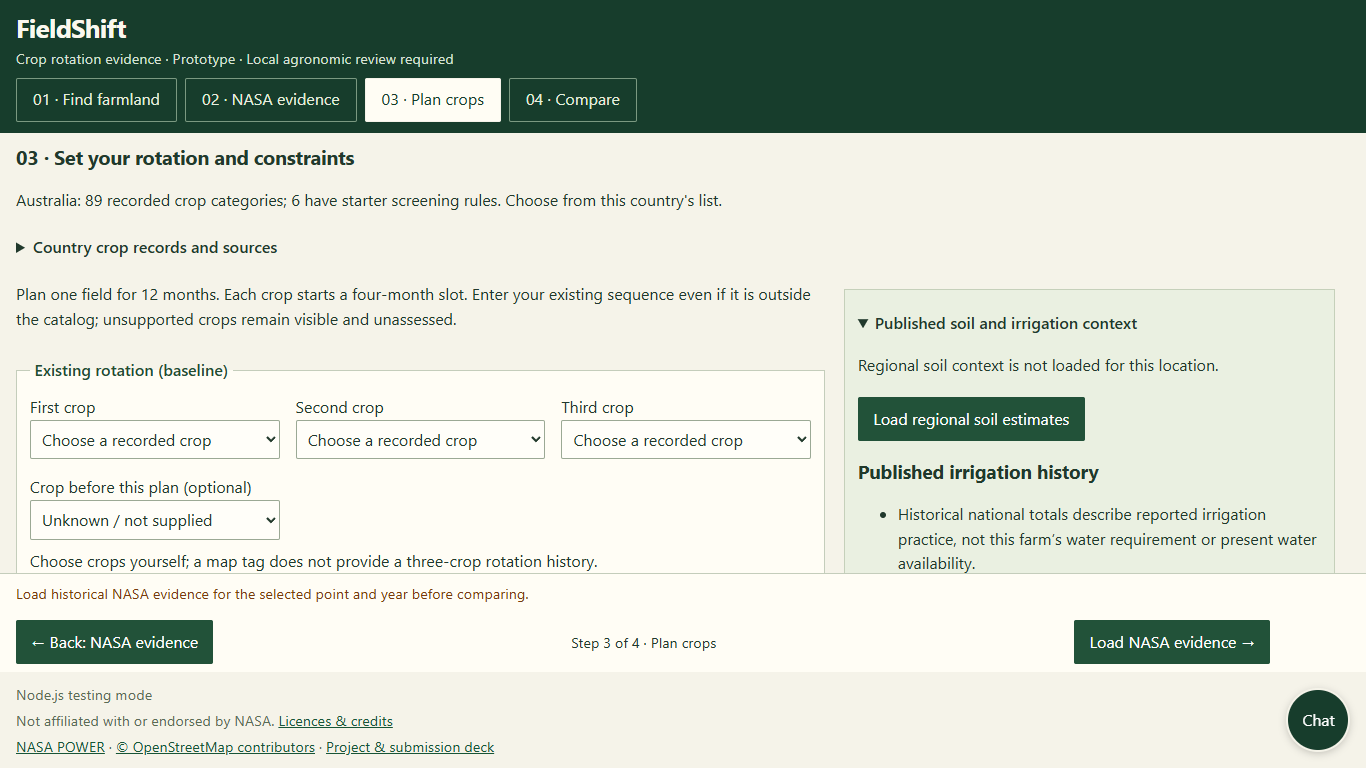 FieldShift
Crop rotation evidence · Prototype · Local agronomic review required
01 · Find farmland
02 · NASA evidence
03 · Plan crops
04 · Compare
03 · Set your rotation and constraints
Australia: 89 recorded crop categories; 6 have starter screening rules. Choose from this country's list.
Country crop records and sources
Plan one field for 12 months. Each crop starts a four-month slot. Enter your existing sequence even if it is outside
the catalog; unsupported crops remain visible and unassessed.
Existing rotation (baseline)
First crop
Choose a recorded crop
Second crop
Choose a recorded crop
Third crop
Choose a recorded crop
Crop before this plan (optional)
Unknown / not supplied
Choose crops yourself; a map tag does not provide a three-crop rotation history.
Published soil and irrigation context
Regional soil context is not loaded for this location.
Load regional soil estimates
Published irrigation history
Historical national totals describe reported irrigation
practice, not this farm's water requirement or present water
availability.
Load historical NASA evidence for the selected point and year before comparing.
← Back: NASA evidence
Step 3 of 4 · Plan crops
Load NASA evidence →
Node.js testing mode
Not affiliated with or endorsed by NASA. Licences & credits
NASA POWER · © OpenStreetMap contributors · Project & submission deck
Chat